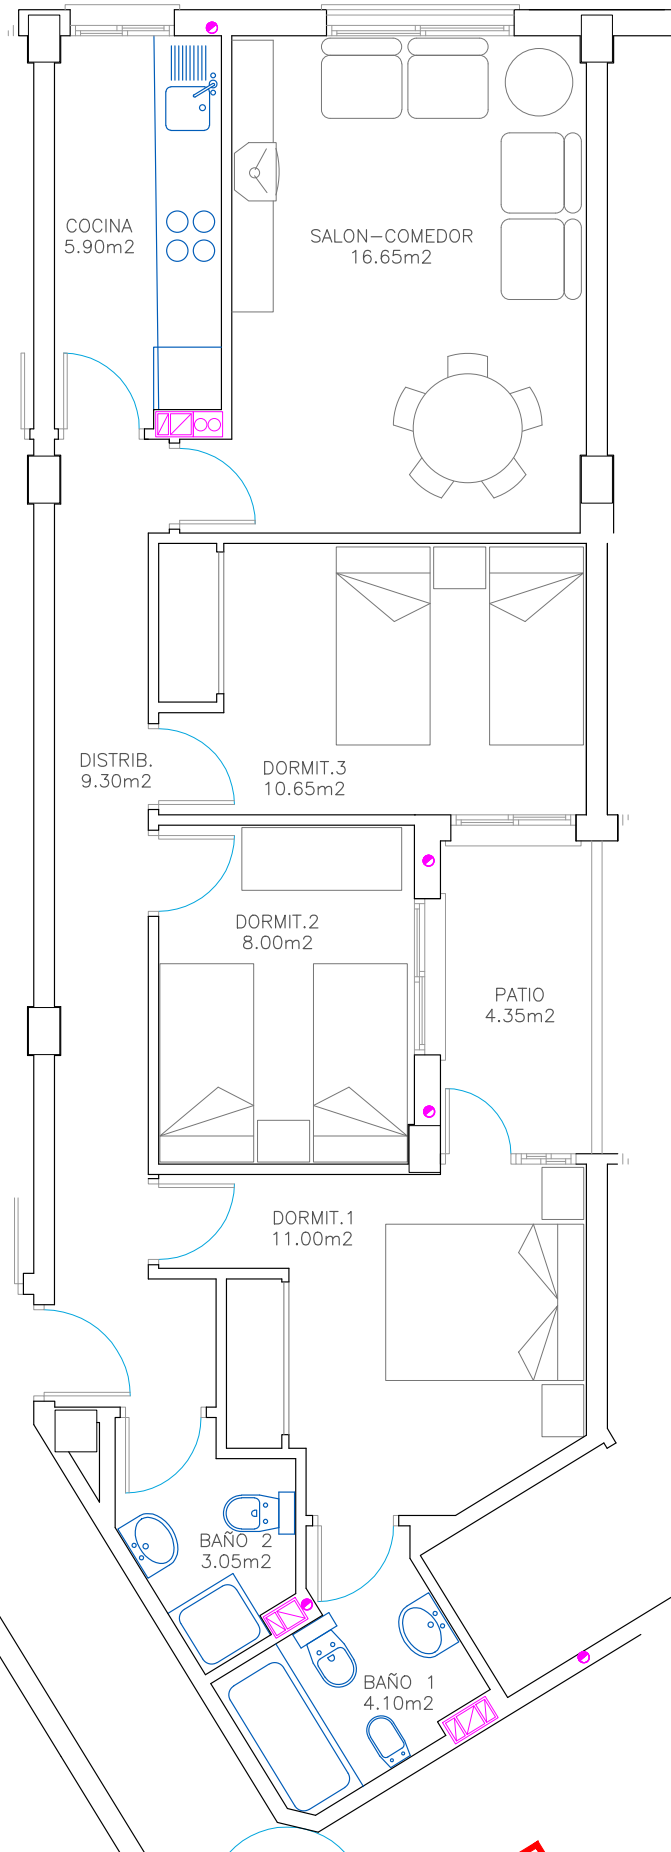 COCINA
5.90m2
SALON-COMEDOR
16.65m2
DISTRIB.
9.30m2
DORMIT.3
10.65m2
DORMIT.2
8.00m2
PATIO
4.35m2
DORMIT.1
11.00m2
BAÑO 2
3.05m2
BAÑO 1
4.10m2